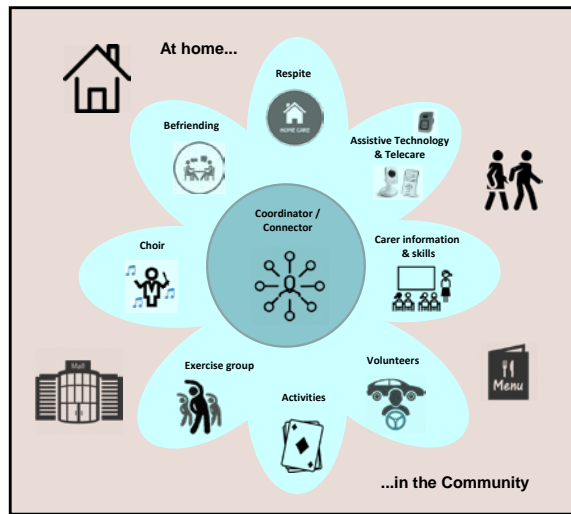 At home...
Respite
HOME CARE
Befriending
Assistive Technology
& Telecare
Coordinator /
Connector
Choir
Carer information
& skills
Mall
Exercise group
Volunteers
Menu
Activities
...in the Community